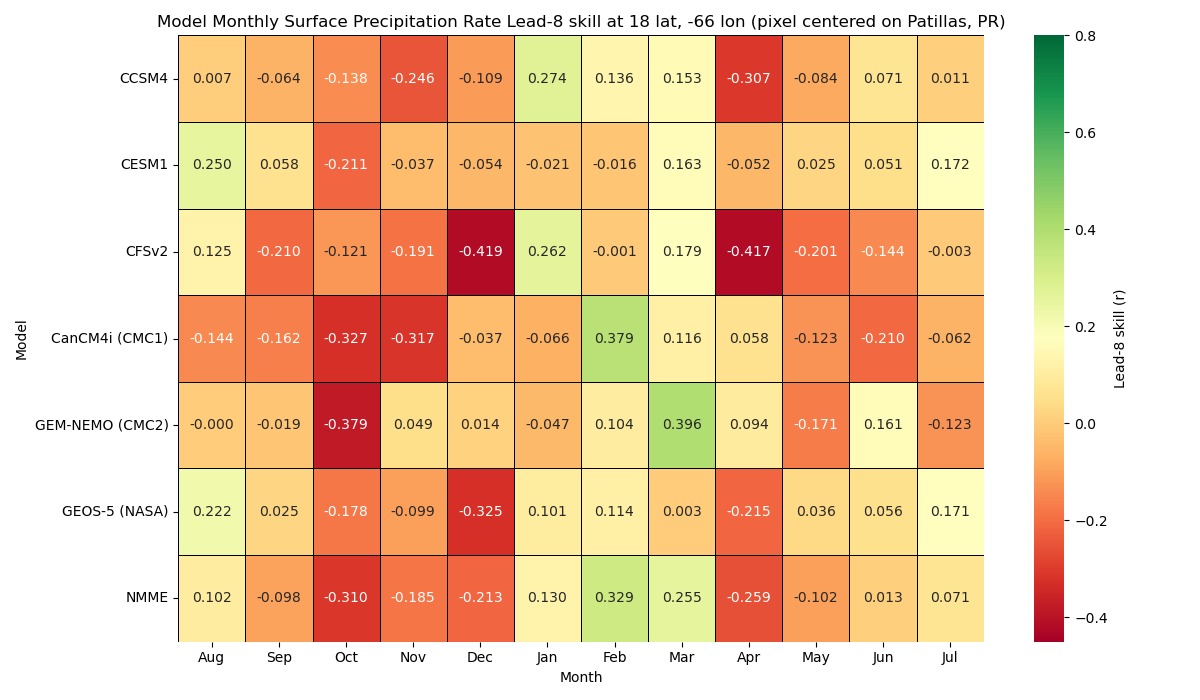 Model Monthly Surface Precipitation Rate Lead-8 skill at 18 lat, -66 lon (pixel centered on Patillas, PR)
Model
CCSM4 0.007 -0.064 -0.138 -0.246 -0.109 0.274 0.136 0.153 -0.307 -0.084 0.071 0.011
CESM1 0.250 0.058 -0.211 -0.037 -0.054 -0.021 -0.016 0.163 -0.052 0.025 0.051 0.172
CFSv2 0.125 -0.210 -0.121 -0.191 -0.419 0.262 -0.001 0.179 -0.417 -0.201 -0.144 -0.003
CanCM4i (CMC1) -0.144 -0.162 -0.327 -0.317 -0.037 -0.066 0.379 0.116 0.058 -0.123 -0.210 -0.062
GEM-NEMO (CMC2) -0.000 -0.019 -0.379 0.049 0.014 -0.047 0.104 0.396 0.094 -0.171 0.161 -0.123
GEOS-5 (NASA) 0.222 0.025 -0.178 -0.099 -0.325 0.101 0.114 0.003 -0.215 0.036 0.056 0.171
NMME 0.102 -0.098 -0.310 -0.185 -0.213 0.130 0.329 0.255 -0.259 -0.102 0.013 0.071
Aug Sep Oct Nov Dec Jan Feb Mar Apr May Jun Jul
Month
0.8
0.6
0.4
0.2
0.0
−0.2
−0.4
Lead-8 skill (r)